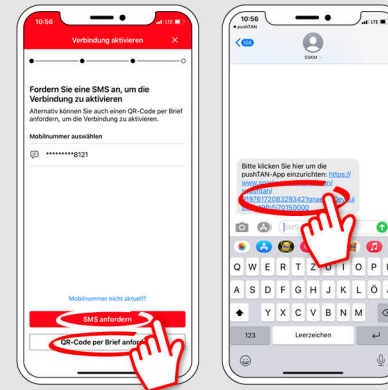 10:56
LTE
Verbindung aktivieren
Fordern Sie eine SMS an, um die
Verbindung zu aktivieren
Alternativ können Sie auch einen QR-Code per Brief
anfordern, um die Verbindung zu aktivieren.
Mobilnummer auswählen
*********8121
Mobilnummer nicht aktuell?
SMS anfordern
QR-Code per Brief anfor
10:56
LTE
pushTAN
SSKM
Bitte klicken Sie hier um die
pushTAN-App einzurichten: https://
Q W E R T Z U I O P
A S D F G H J K L Ö
Y X C V B N M
123
Leerzeichen